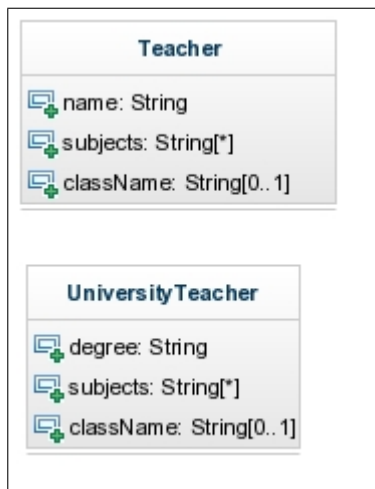 Teacher
name: String
subjects: String[*]
className: String[0..1]
UniversityTeacher
degree: String
subjects: String[*]
className: String[0..1]